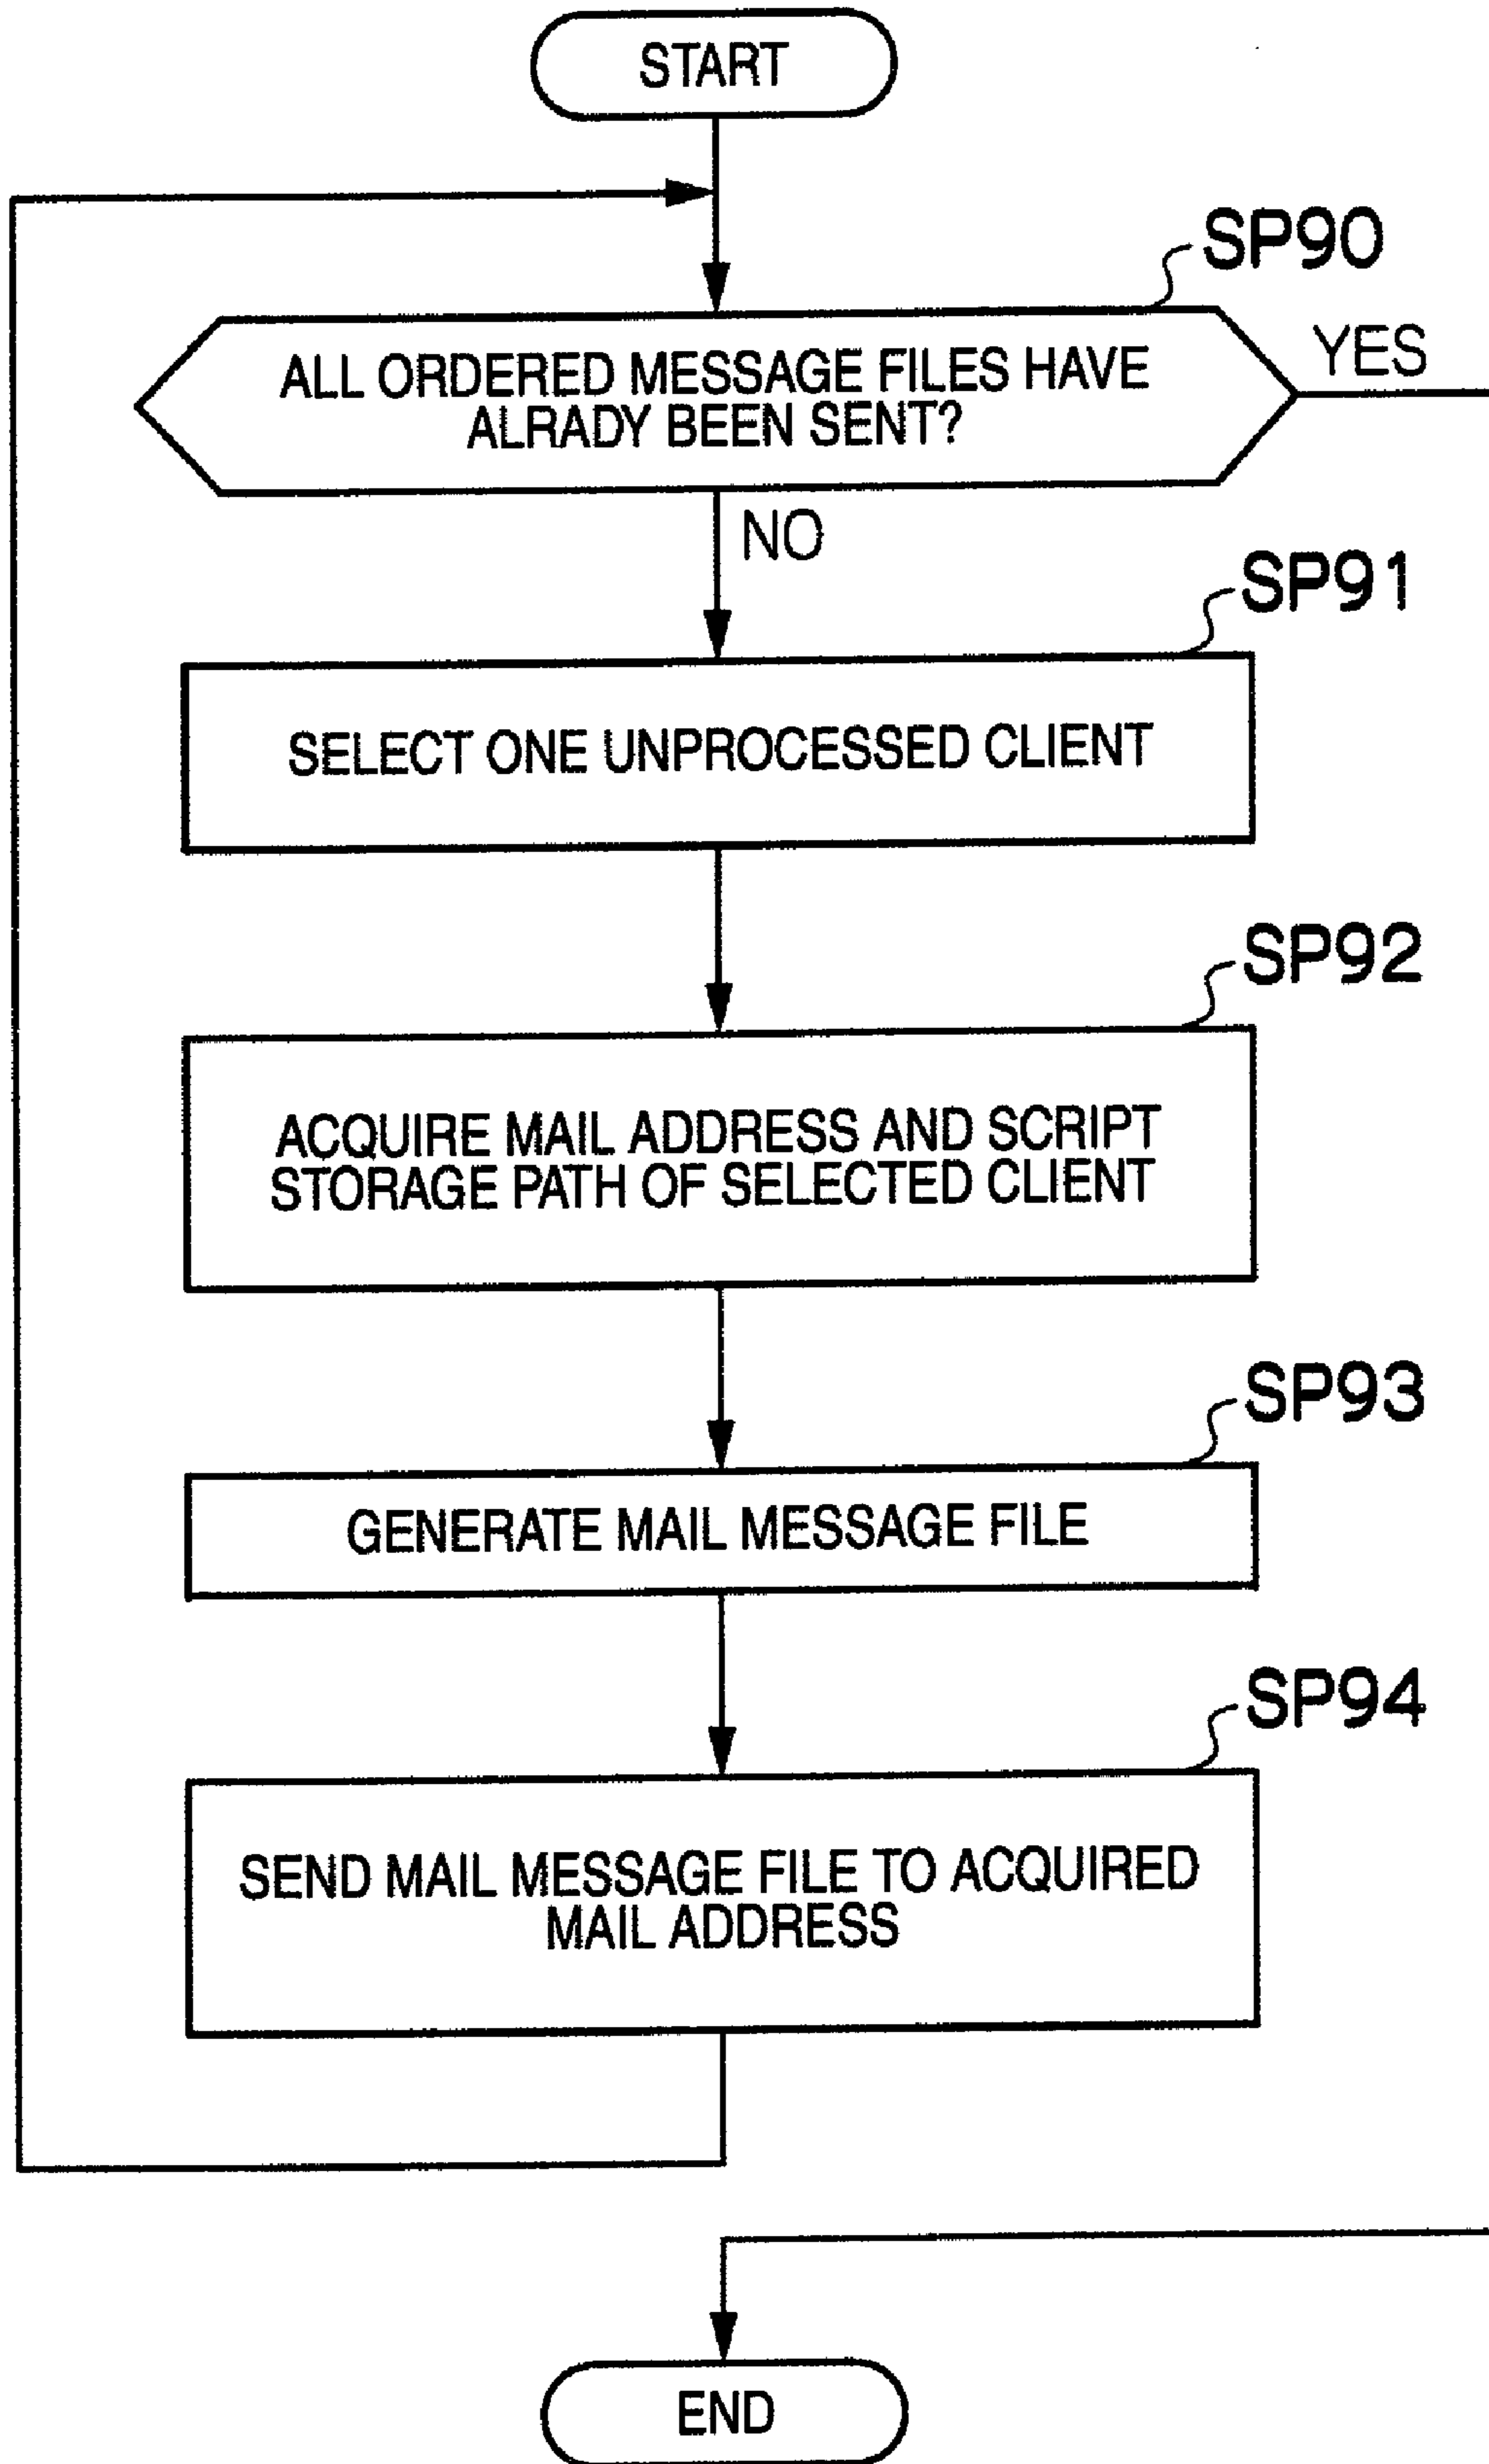 START
SP90
ALL ORDERED MESSAGE FILES HAVE
ALRADY BEEN SENT?
YES
NO
SP91
SELECT ONE UNPROCESSED CLIENT
SP92
ACQUIRE MAIL ADDRESS AND SCRIPT
STORAGE PATH OF SELECTED CLIENT
SP93
GENERATE MAIL MESSAGE FILE
SP94
SEND MAIL MESSAGE FILE TO ACQUIRED
MAIL ADDRESS
END